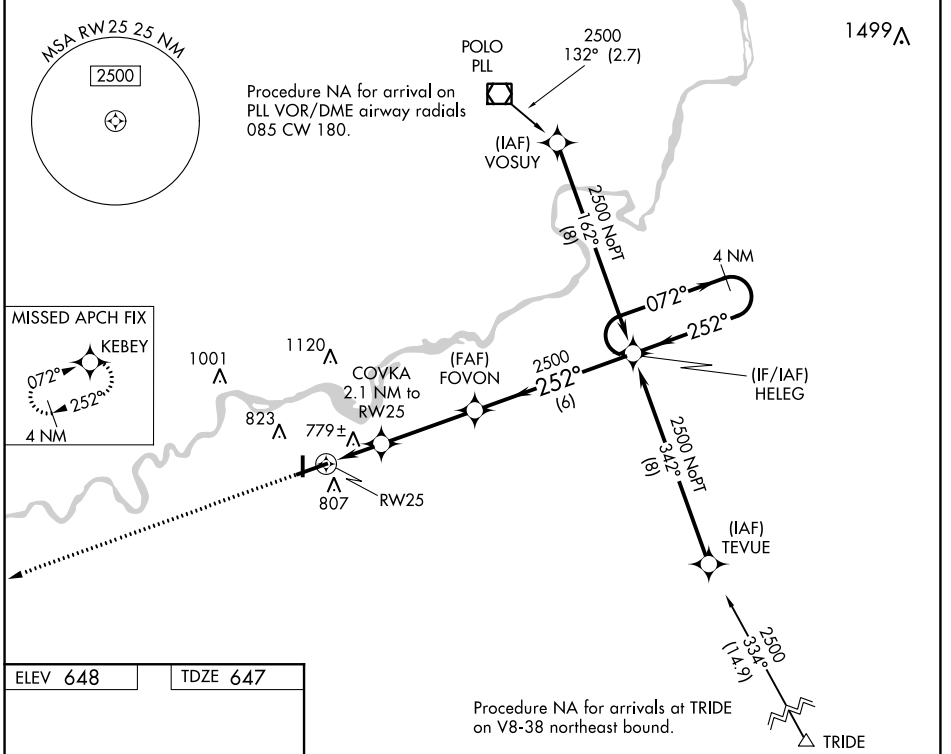 MSA RW25 25 NM
2500
Procedure NA for arrival on
PLL VOR/DME airway radials
085 CW 180.
POLO
PLL
2500
132° (2.7)
1499
(IAF)
VOSUY
2500 NoPT
162°
(8)
4 NM
072°
252°
(IF/IAF)
HELEG
MISSED APCH FIX
KEBEY
072°
252°
4 NM
1001
1120
823
779±
807
COVKA
2.1 NM to
RW25
(FAF)
FOVON
2500
252°
(6)
RW25
2500 NoPT
342°
(8)
(IAF)
TEVUE
2500
334°
(14.9)
TRIDE
Procedure NA for arrivals at TRIDE
on V8-38 northeast bound.
ELEV 648
TDZE 647